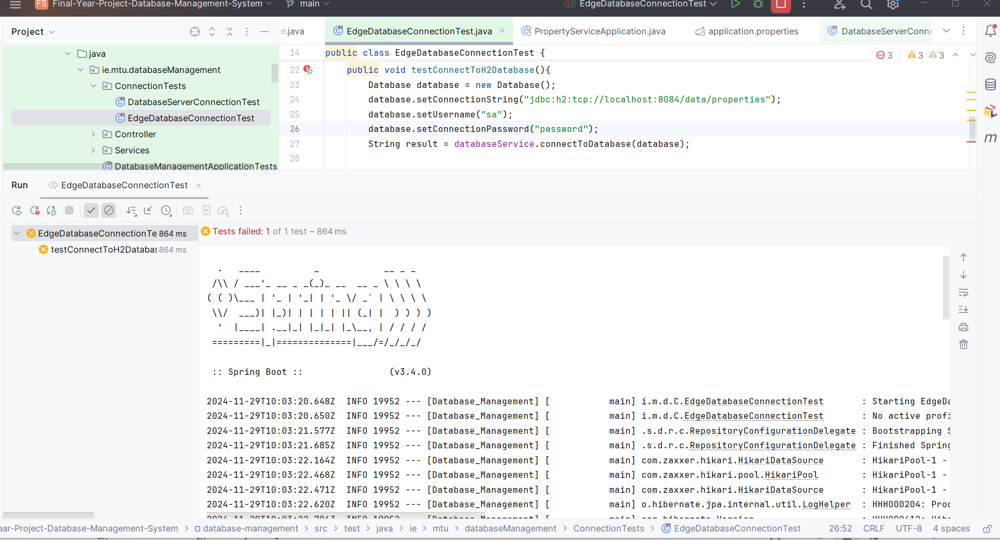 FS Final-Year-Project-Database-Management-System main EdgeDatabaseConnectionTest
Project
er.java EdgeDatabaseConnectionTest.java PropertyServiceApplication.java application.properties DatabaseServerConne
java
ie.mtu.databaseManagement
ConnectionTests
DatabaseServerConnectionTest
EdgeDatabaseConnectionTest
Controller
Services
DatabaseManagementApplicationTests
14 public class EdgeDatabaseConnectionTest {
3 3 3
22 public void testConnectToH2Database(){
23 Database database = new Database();
24 database.setConnectionString("jdbc:h2:tcp://localhost:8084/data/properties");
25 database.setUsername("sa");
26 database.setConnectionPassword("password");
27 String result = databaseService.connectToDatabase(database);
28
m
Run EdgeDatabaseConnectionTest
EdgeDatabaseConnectionTe 864 ms
testConnectToH2Databas 864 ms
Tests failed: 1 of 1 test – 864 ms
  .   ____          _            __ _ _
 /\\ / ___'_ __ _ _(_)_ __  __ _ \ \ \ \
( ( )\___ | '_ | '_| | '_ \/ _` | \ \ \ \
 \\/  ___)| |_)| | | | | || (_| |  ) ) ) )
  '  |____| .__|_| |_|_| |_\__, | / / / /
 =========|_|==============|___/=/_/_/_/
 :: Spring Boot ::                (v3.4.0)
2024-11-29T10:03:20.648Z  INFO 19952 --- [Database_Management] [           main] i.m.d.C.EdgeDatabaseConnectionTest       : Starting EdgeDa
2024-11-29T10:03:20.650Z  INFO 19952 --- [Database_Management] [           main] i.m.d.C.EdgeDatabaseConnectionTest       : No active profi
2024-11-29T10:03:21.577Z  INFO 19952 --- [Database_Management] [           main] .s.d.r.c.RepositoryConfigurationDelegate : Bootstrapping S
2024-11-29T10:03:21.685Z  INFO 19952 --- [Database_Management] [           main] .s.d.r.c.RepositoryConfigurationDelegate : Finished Spring
2024-11-29T10:03:22.164Z  INFO 19952 --- [Database_Management] [           main] com.zaxxer.hikari.HikariDataSource       : HikariPool-1 -
2024-11-29T10:03:22.468Z  INFO 19952 --- [Database_Management] [           main] com.zaxxer.hikari.pool.HikariPool        : HikariPool-1 -
2024-11-29T10:03:22.471Z  INFO 19952 --- [Database_Management] [           main] com.zaxxer.hikari.HikariDataSource       : HikariPool-1 -
2024-11-29T10:03:22.620Z  INFO 19952 --- [Database_Management] [           main] o.hibernate.jpa.internal.util.LogHelper  : HHH000204: Proc
ear-Project-Database-Management-System > database-management > src > test > java > ie > mtu > databaseManagement > ConnectionTests > EdgeDatabaseConnectionTest 26:52 CRLF UTF-8 4 spaces